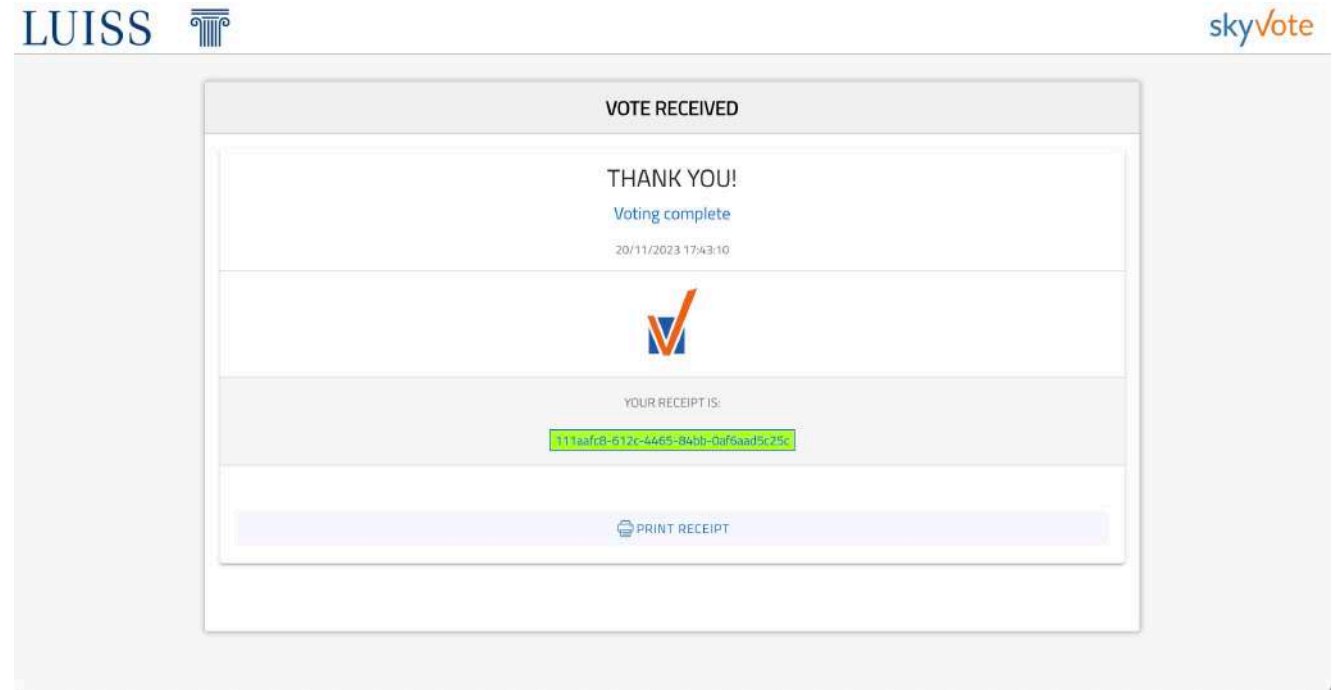 LUISS
skyvote
VOTE RECEIVED
THANK YOU!
Voting complete
20/11/2023 17:43:10
YOUR RECEIPT IS:
111aafc8-612c-4465-84bb-0af6aad5c25c
PRINT RECEIPT